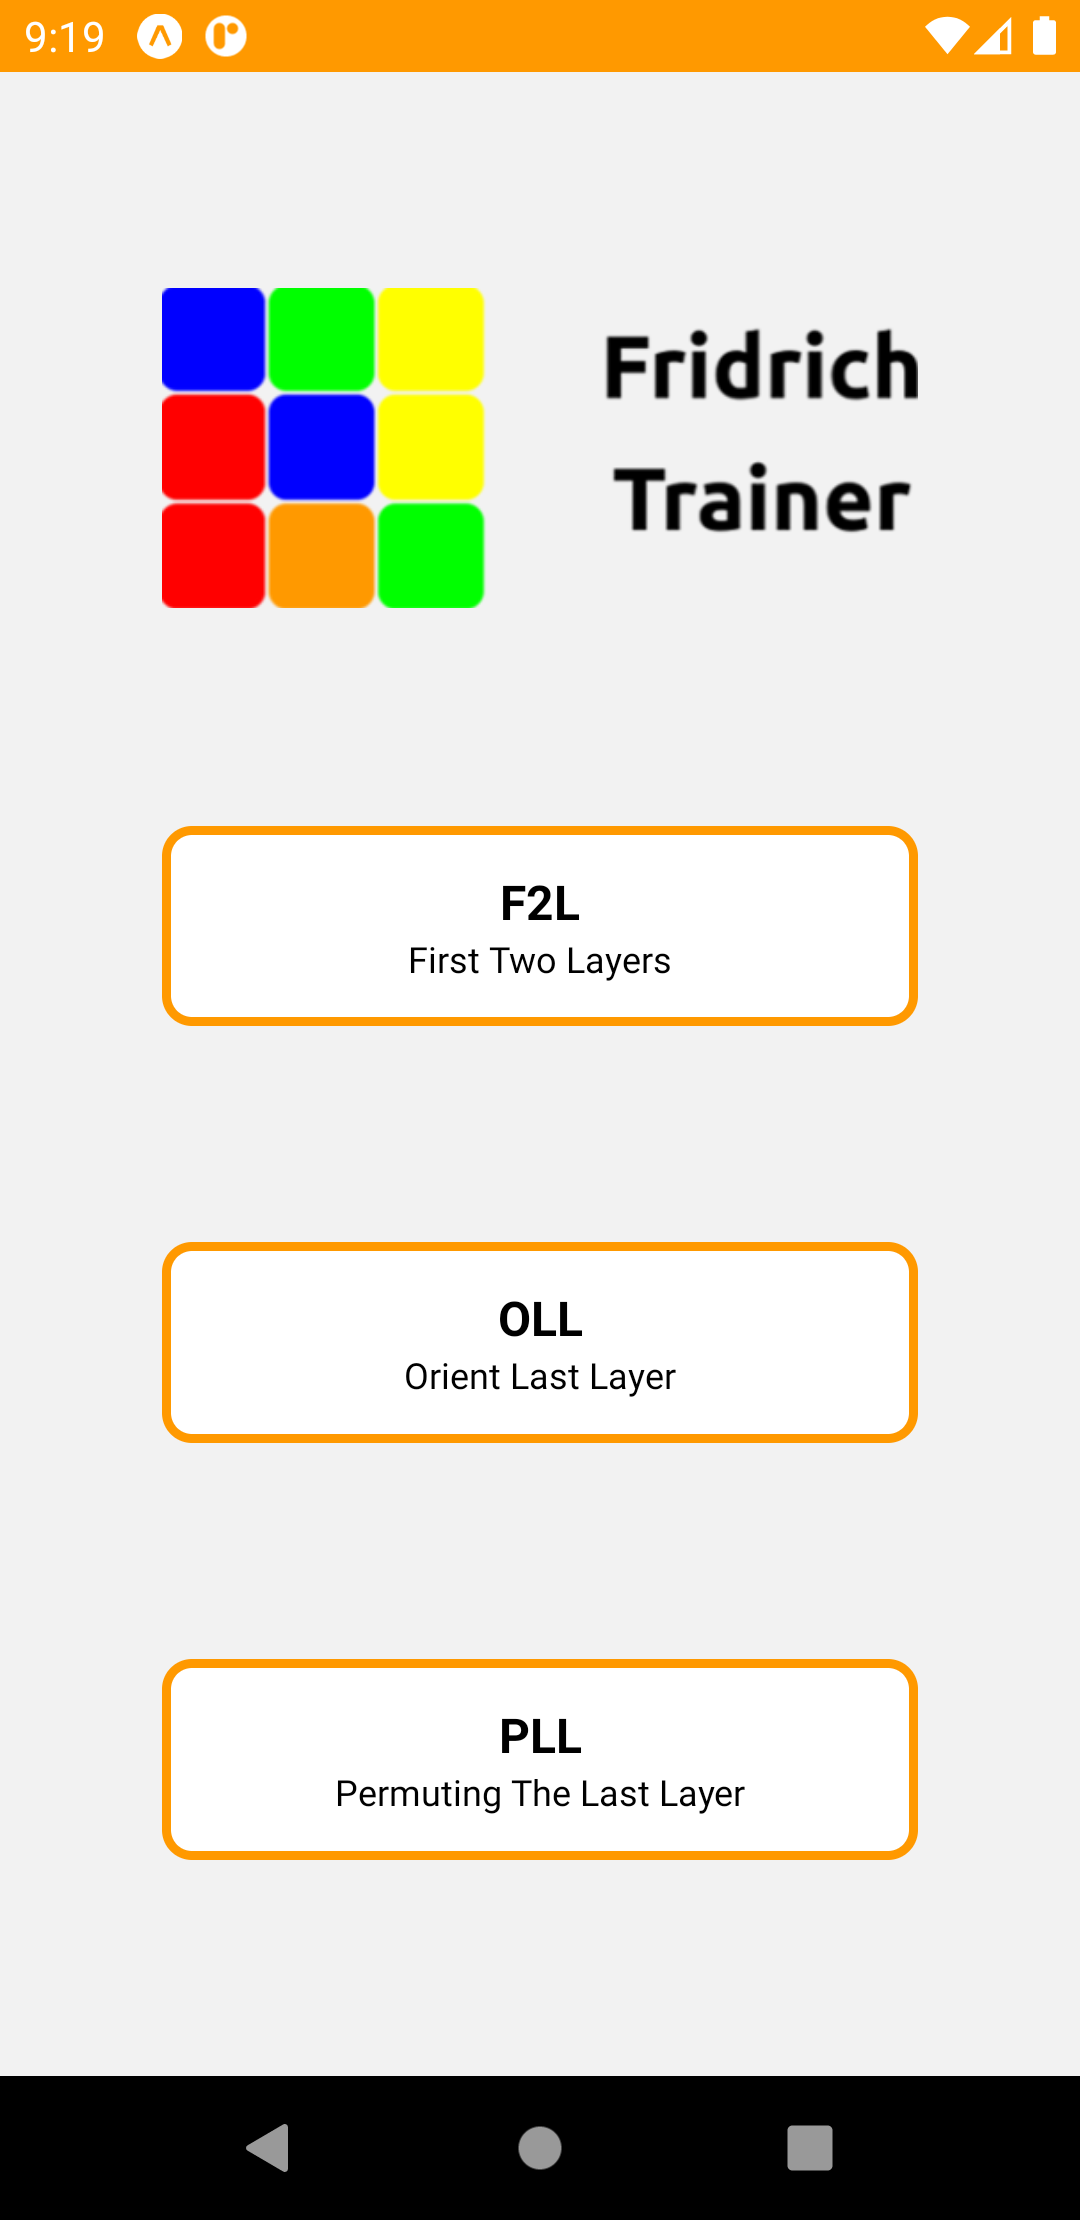 9:19
Fridrich
Trainer
F2L
First Two Layers
OLL
Orient Last Layer
PLL
Permuting The Last Layer